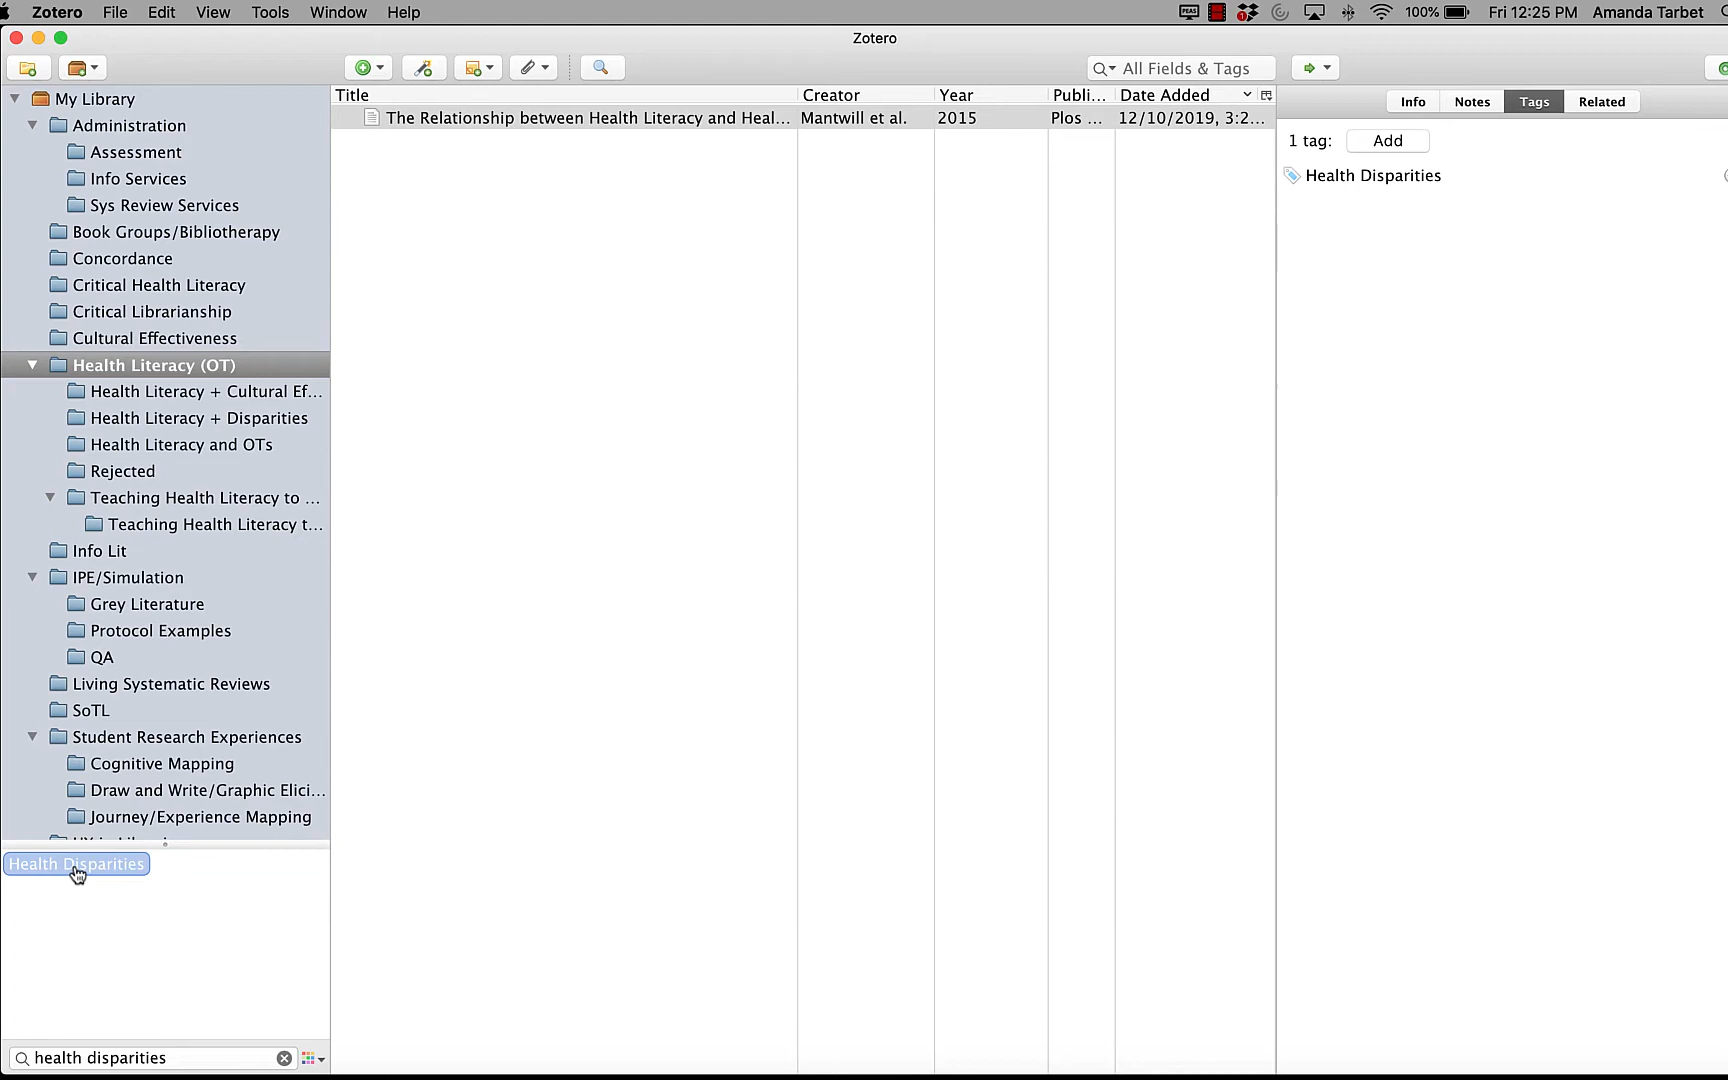 Zotero File Edit View Tools Window Help
100% Fri 12:25 PM Amanda Tarbet
Zotero
All Fields & Tags
Title Creator Year Publi... Date Added
The Relationship between Health Literacy and Heal... Mantwill et al. 2015 Plos ... 12/10/2019, 3:2...
My Library
Administration
Assessment
Info Services
Sys Review Services
Book Groups/Bibliotherapy
Concordance
Critical Health Literacy
Critical Librarianship
Cultural Effectiveness
Health Literacy (OT)
Health Literacy + Cultural Ef...
Health Literacy + Disparities
Health Literacy and OTs
Rejected
Teaching Health Literacy to ...
Teaching Health Literacy t...
Info Lit
IPE/Simulation
Grey Literature
Protocol Examples
QA
Living Systematic Reviews
SoTL
Student Research Experiences
Cognitive Mapping
Draw and Write/Graphic Elici...
Journey/Experience Mapping
Health Disparities
health disparities
Info Notes Tags Related
1 tag: Add
Health Disparities